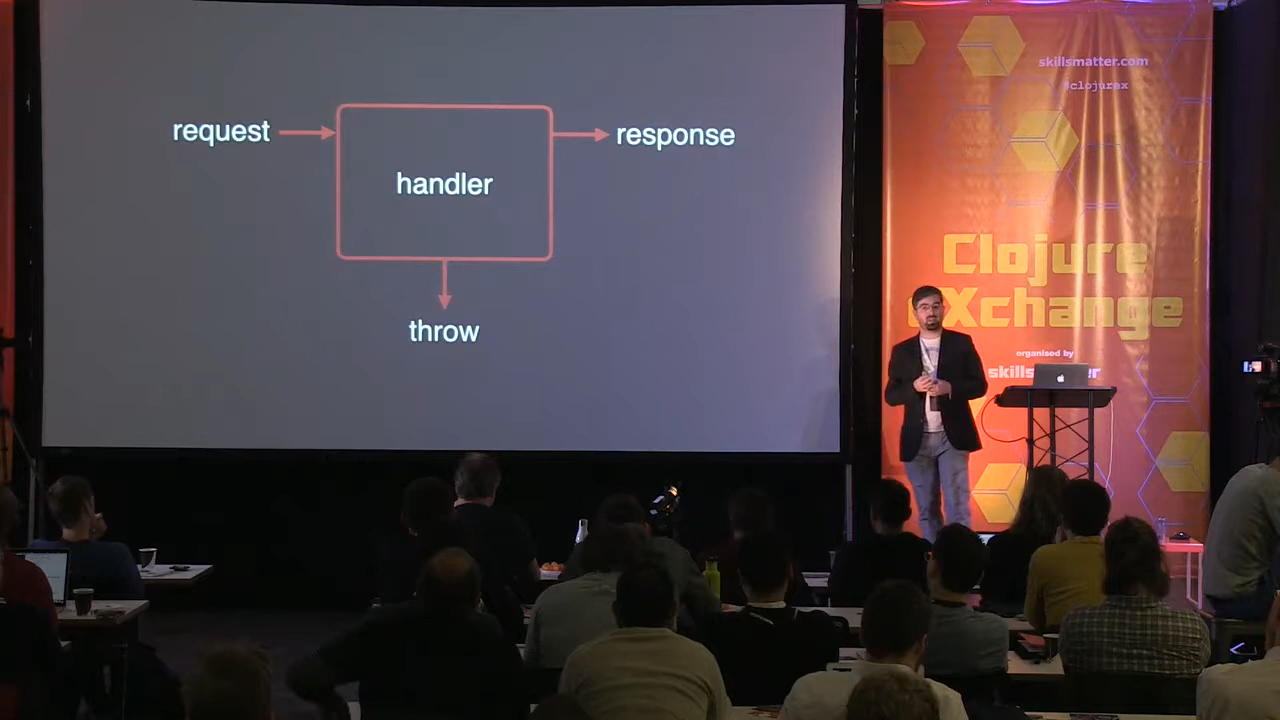 request
response
handler
throw
skillsmatter.com
#clojurex
Clojure
eXchange
organised by